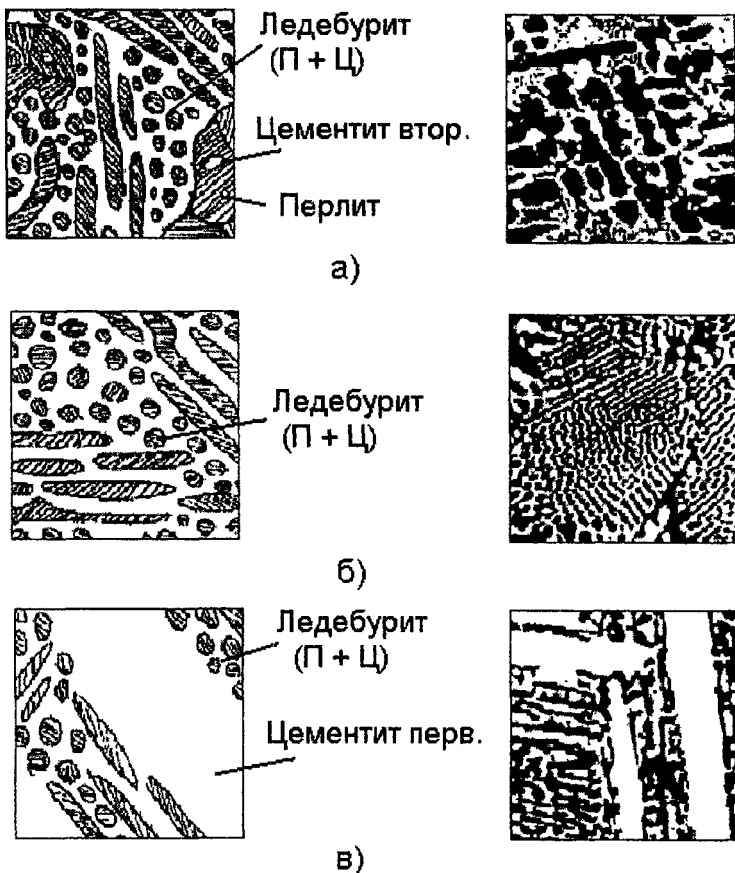 Ледебурит
(П + Ц)
Цементит втор.
Перлит
а)
Ледебурит
(П + Ц)
б)
Ледебурит
(П + Ц)
Цементит перв.
в)